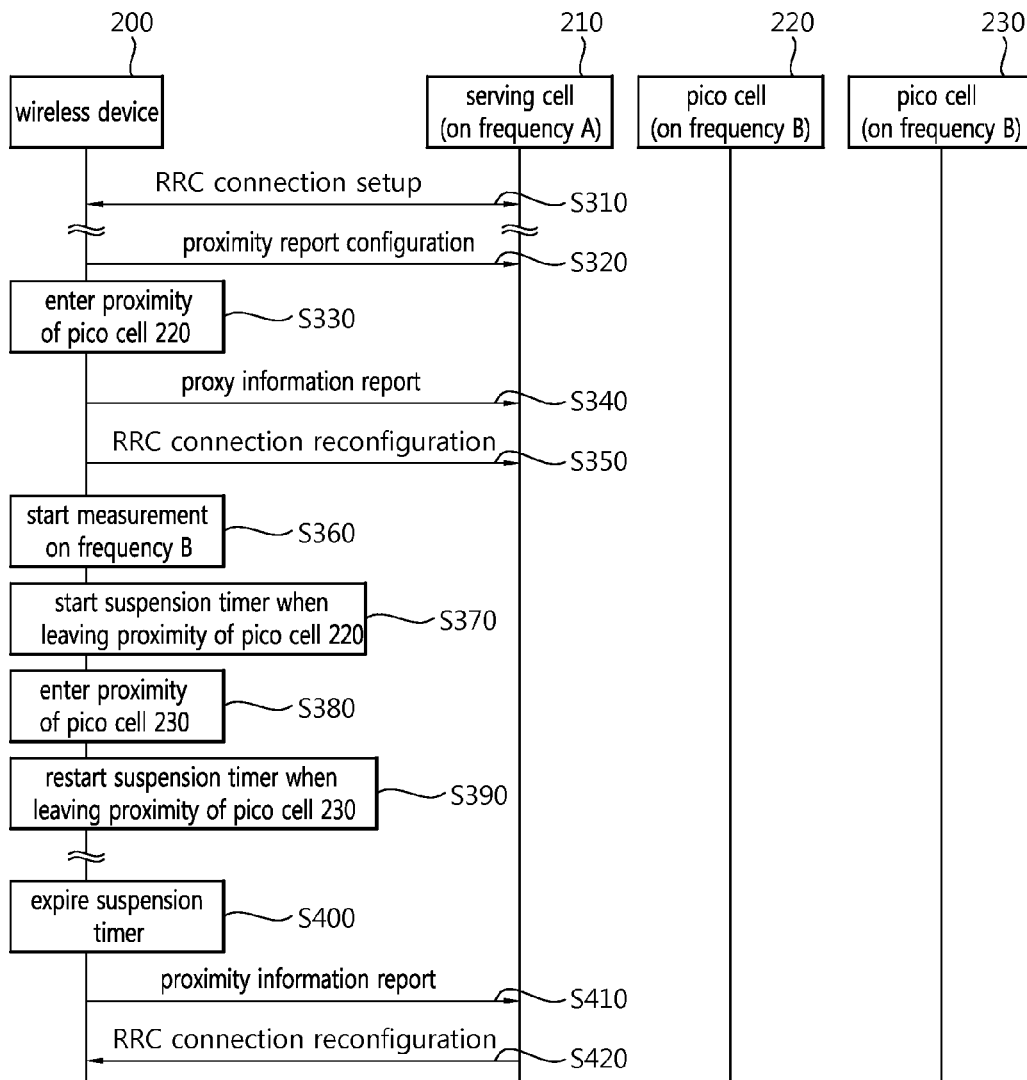 200
210
220
230
wireless device
serving cell
(on frequency A)
pico cell
(on frequency B)
pico cell
(on frequency B)
RRC connection setup
S310
proximity report configuration
S320
enter proximity
of pico cell 220
S330
proxy information report
S340
RRC connection reconfiguration
S350
start measurement
on frequency B
S360
start suspension timer when
leaving proximity of pico cell 220
S370
enter proximity
of pico cell 230
S380
restart suspension timer when
leaving proximity of pico cell 230
S390
expire suspension
timer
S400
proximity information report
S410
RRC connection reconfiguration
S420